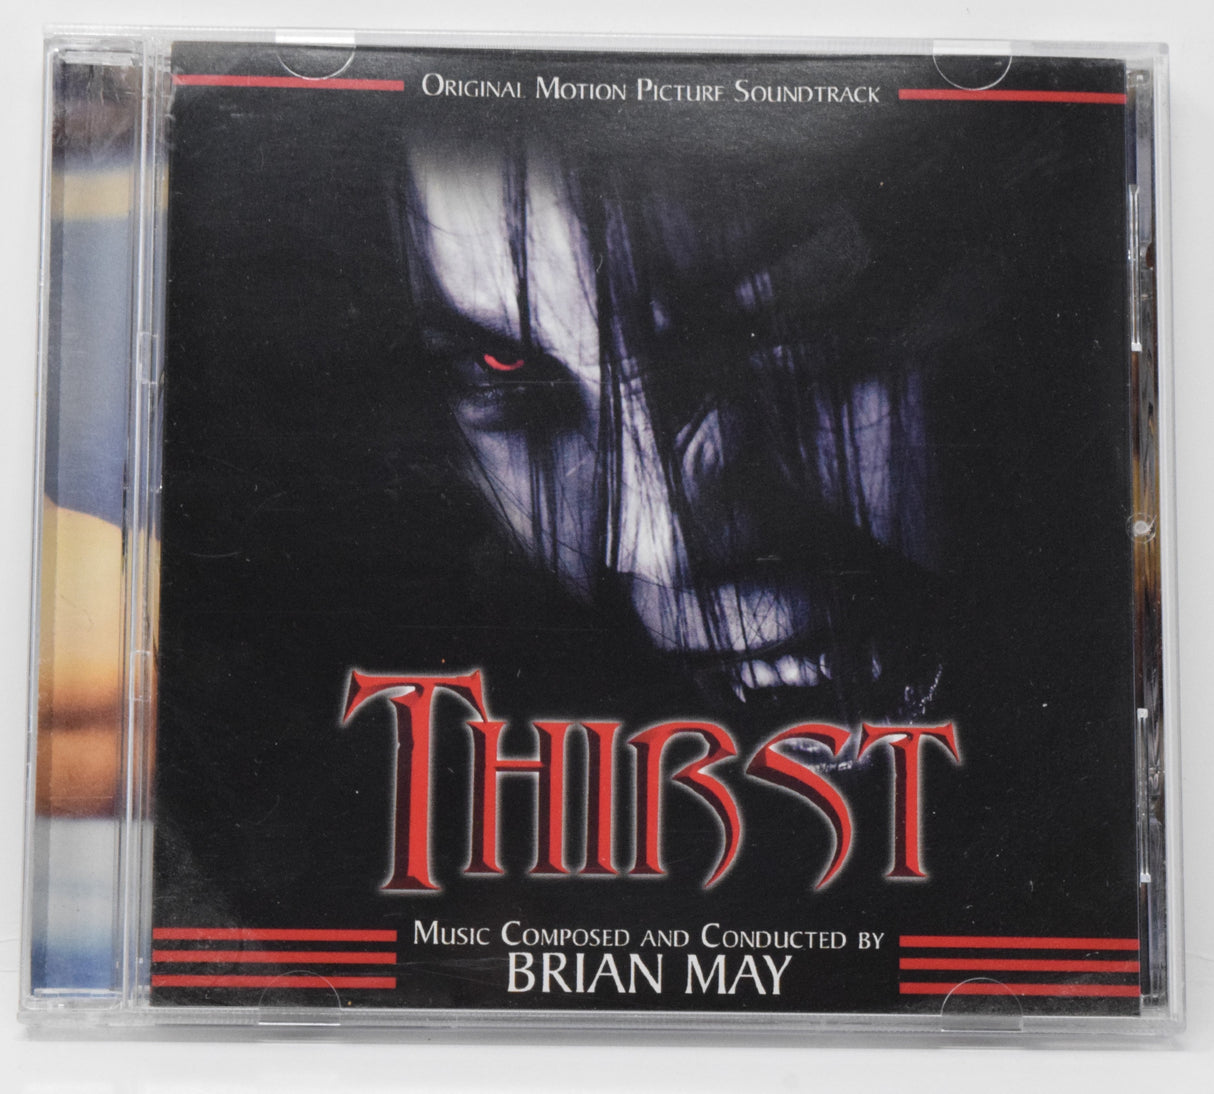 Original Motion Picture Soundtrack
Thirst
Music Composed and Conducted by
BRIAN MAY